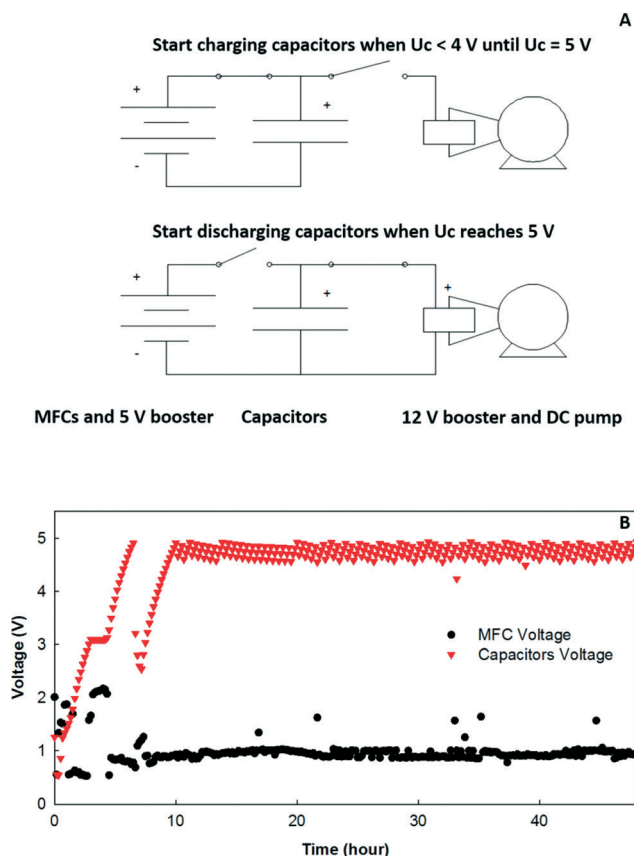 A
Start charging capacitors when Uc < 4 V until Uc = 5 V
+
+
-
Start discharging capacitors when Uc reaches 5 V
+
+
+
-
MFCs and 5 V booster Capacitors 12 V booster and DC pump
B
5
4
3
2
1
0
Voltage (V)
MFC Voltage
Capacitors Voltage
0 10 20 30 40
Time (hour)